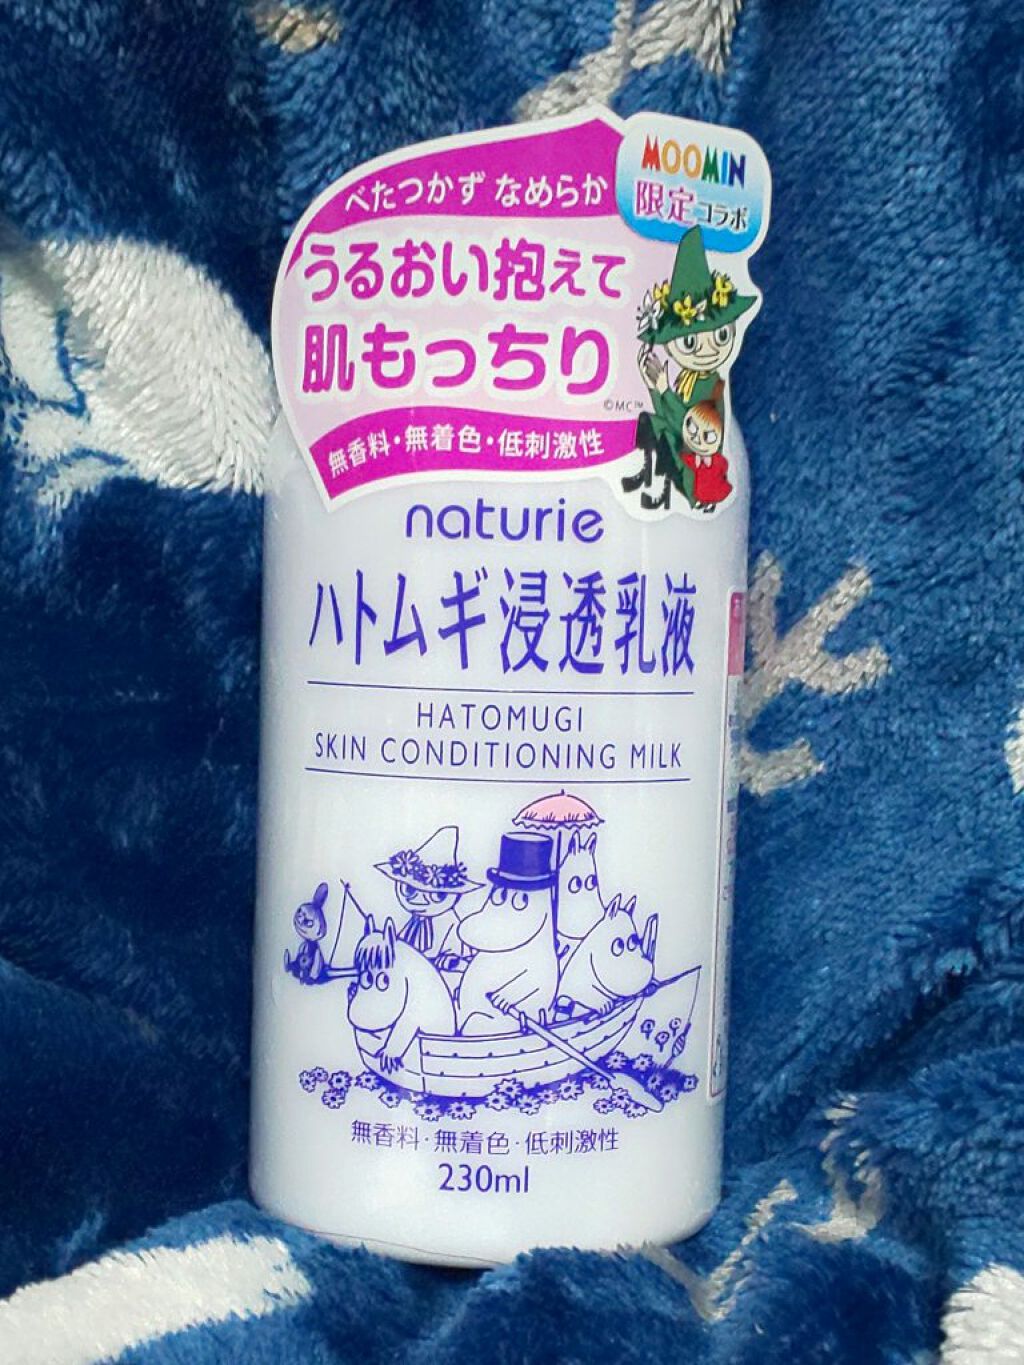 MOOMIN
限定コラボ
べたつかず なめらか
うるおい抱えて
肌もっちり
©MC™
無香料・無着色・低刺激性
naturie
ハトムギ浸透乳液
HATOMUGI
SKIN CONDITIONING MILK
無香料・無着色・低刺激性
230ml